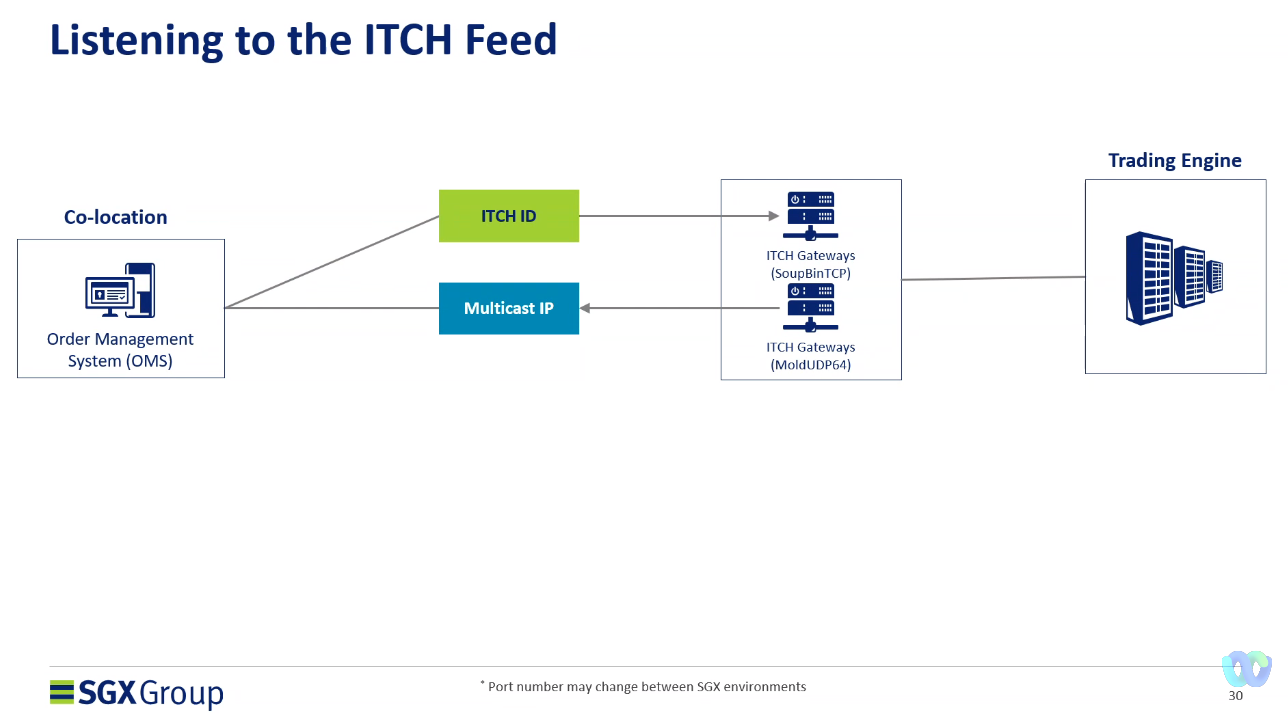 Listening to the ITCH Feed
Trading Engine
Co-location
ITCH ID
ITCH Gateways
(SoupBinTCP)
Multicast IP
Order Management
System (OMS)
ITCH Gateways
(MoldUDP64)
SGX Group
* Port number may change between SGX environments
30